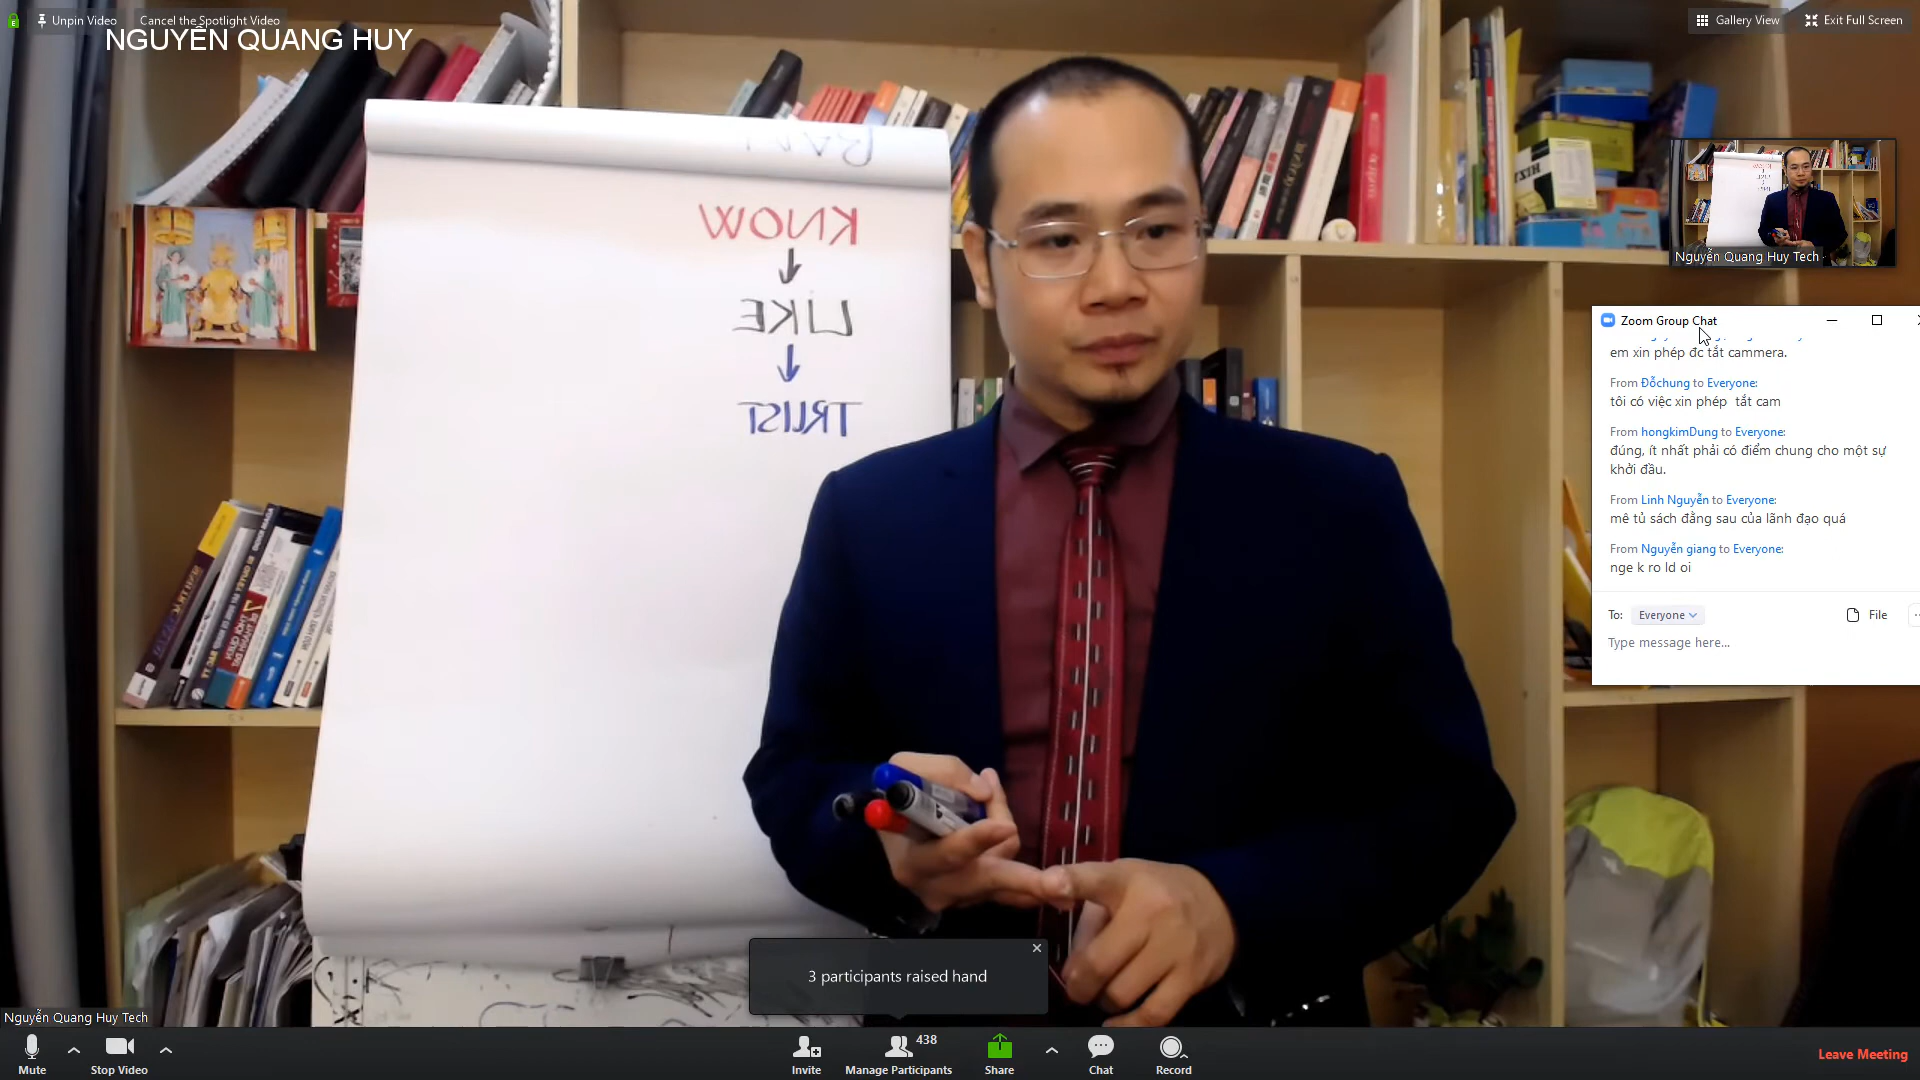 Unpin Video
Cancel the Spotlight Video
Gallery View
Exit Full Screen
NGUYỄN QUANG HUY
KNOW
LIKE
TRUST
HIXT
Nguyễn Quang Huy Tech
Zoom Group Chat
em xin phép đc tắt cammera.
From Đỗchung to Everyone:
tôi có việc xin phép tắt cam
From hongkimDung to Everyone:
đúng, ít nhất phải có điểm chung cho một sự
khởi đầu.
From Linh Nguyễn to Everyone:
mê tủ sách đằng sau của lãnh đạo quá
From Nguyễn giang to Everyone:
nge k ro ld oi
To: Everyone
File
Type message here...
3 participants raised hand
Nguyễn Quang Huy Tech
Mute
Stop Video
Invite
438
Manage Participants
Share
Chat
Record
Leave Meeting